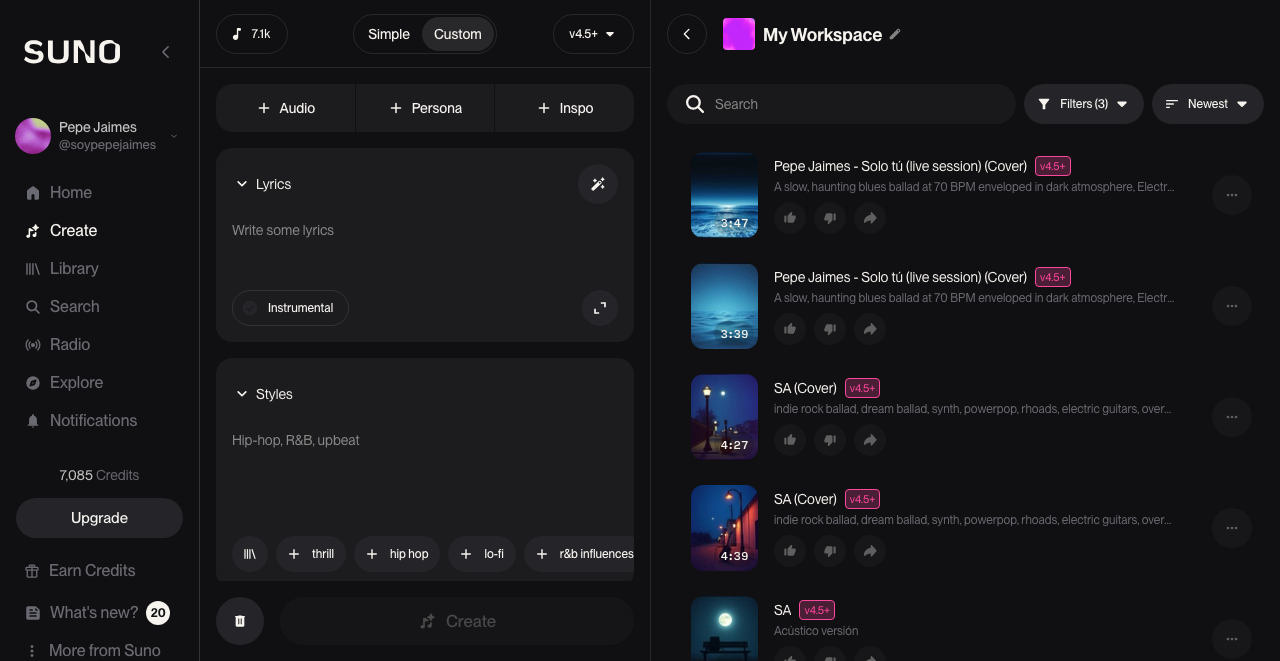 SUNO
Pepe Jaimes
@soypepejaimes
Home
Create
Library
Search
Radio
Explore
Notifications
7,085 Credits
Upgrade
Earn Credits
What's new? 20
More from Suno
7.1k
Simple
Custom
v4.5+
Audio
Persona
Inspo
Lyrics
Write some lyrics
Instrumental
Styles
Hip-hop, R&B, upbeat
thrill
hip hop
lo-fi
r&b influences
Create
My Workspace
Search
Filters (3)
Newest
Pepe Jaimes - Solo tú (live session) (Cover) v4.5+
A slow, haunting blues ballad at 70 BPM enveloped in dark atmosphere, Electr...
3:47
Pepe Jaimes - Solo tú (live session) (Cover) v4.5+
A slow, haunting blues ballad at 70 BPM enveloped in dark atmosphere, Electr...
3:39
SA (Cover) v4.5+
indie rock ballad, dream ballad, synth, powerpop, rhoads, electric guitars, over...
4:27
SA (Cover) v4.5+
indie rock ballad, dream ballad, synth, powerpop, rhoads, electric guitars, over...
4:39
SA v4.5+
Acústico versión